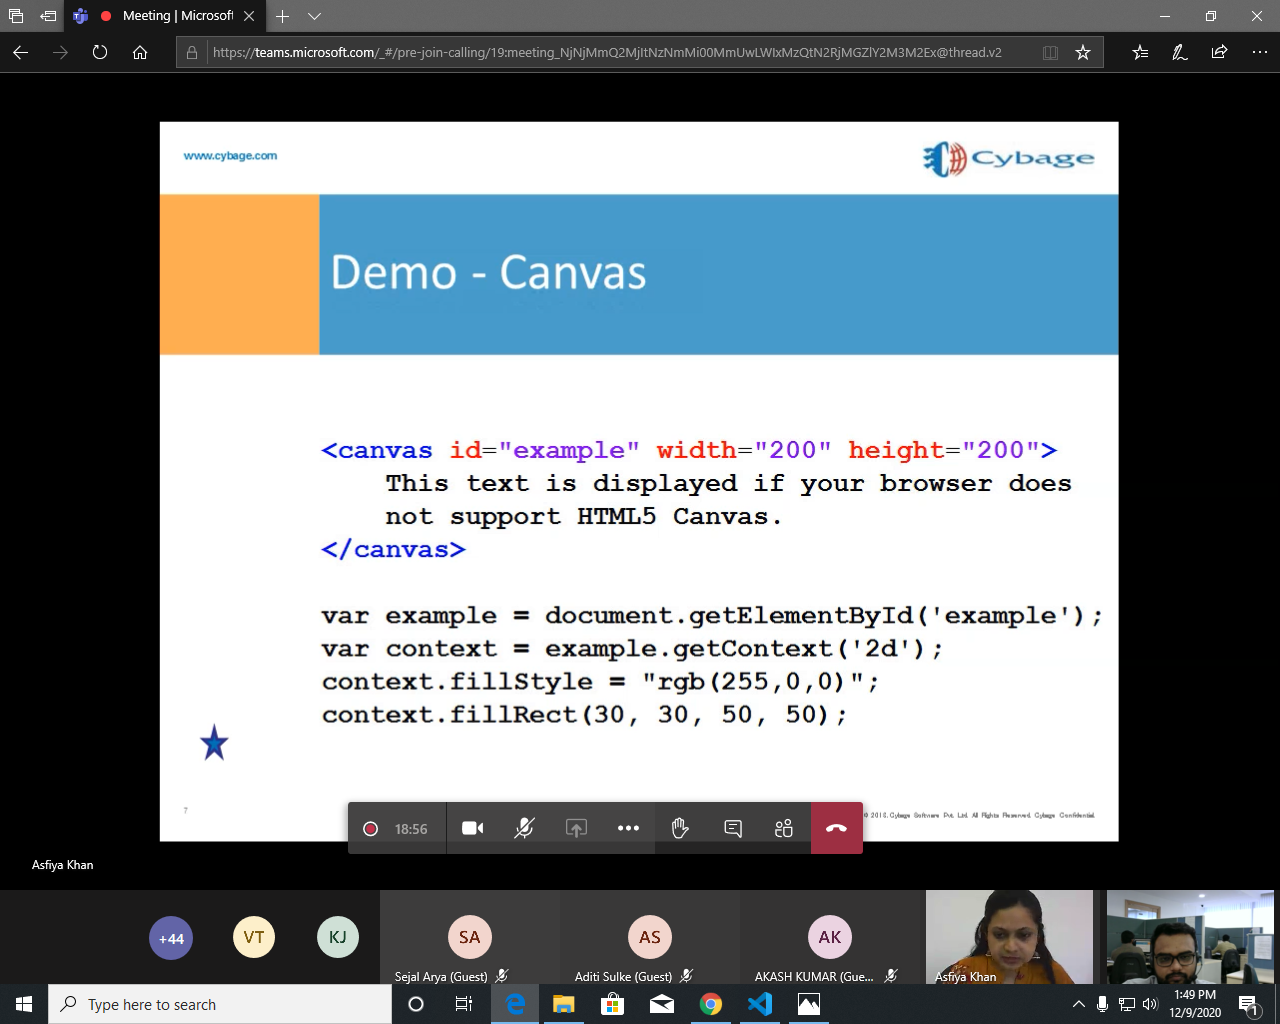 Meeting | Microsoft
https://teams.microsoft.com/_#/pre-join-calling/19:meeting_NjNjMmQ2MjItNzNmMi00MmUwLWIxMzQtN2RjMGZlY2M3M2Ex@thread.v2
www.cybage.com
Cybage
Demo - Canvas
<canvas id="example" width="200" height="200">
This text is displayed if your browser does
not support HTML5 Canvas.
</canvas>
var example = document.getElementById('example');
var context = example.getContext('2d');
context.fillStyle = "rgb(255,0,0)";
context.fillRect(30, 30, 50, 50);
7
Cybage Software Pvt. Ltd. All Rights Reserved. Cybage Confidential.
18:56
Asfiya Khan
+44
VT
KJ
SA
AS
AK
Sejal Arya (Guest)
Aditi Sulke (Guest)
AKASH KUMAR (Gue...
Asfiya Khan
Type here to search
1:49 PM
12/9/2020
1